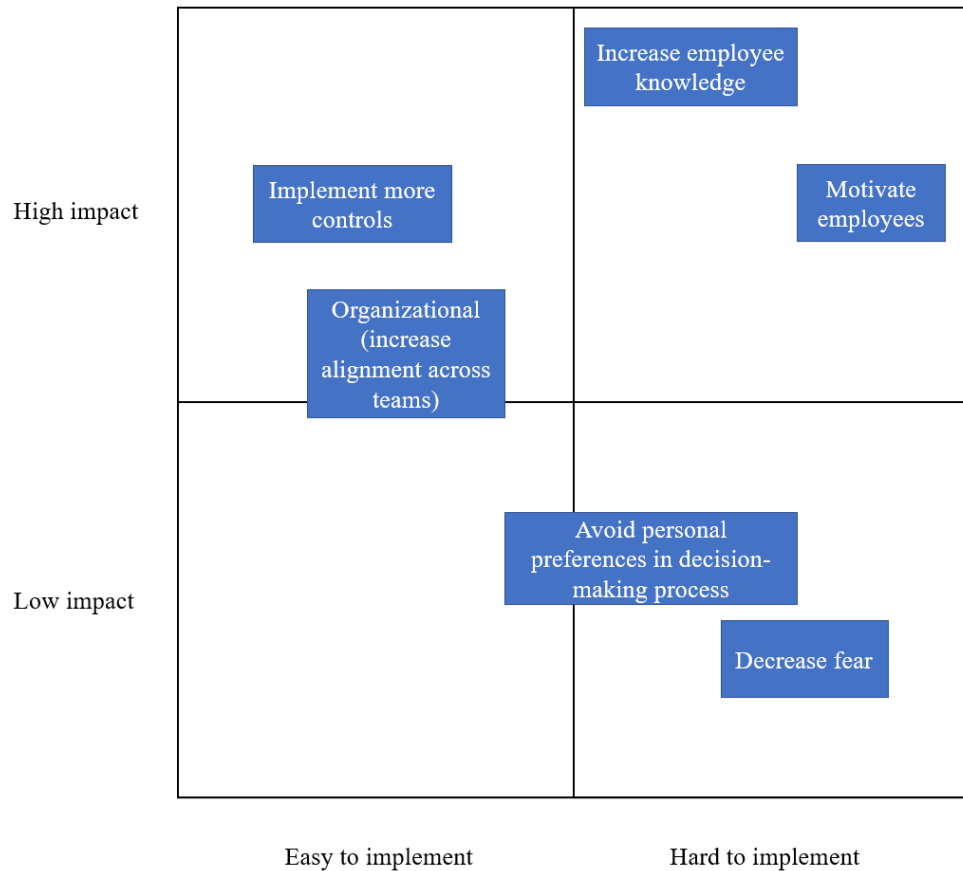 Increase employee
knowledge
High impact
Implement more
controls
Motivate
employees
Organizational
(increase
alignment across
teams)
Low impact
Avoid personal
preferences in decision-
making process
Decrease fear
Easy to implement
Hard to implement